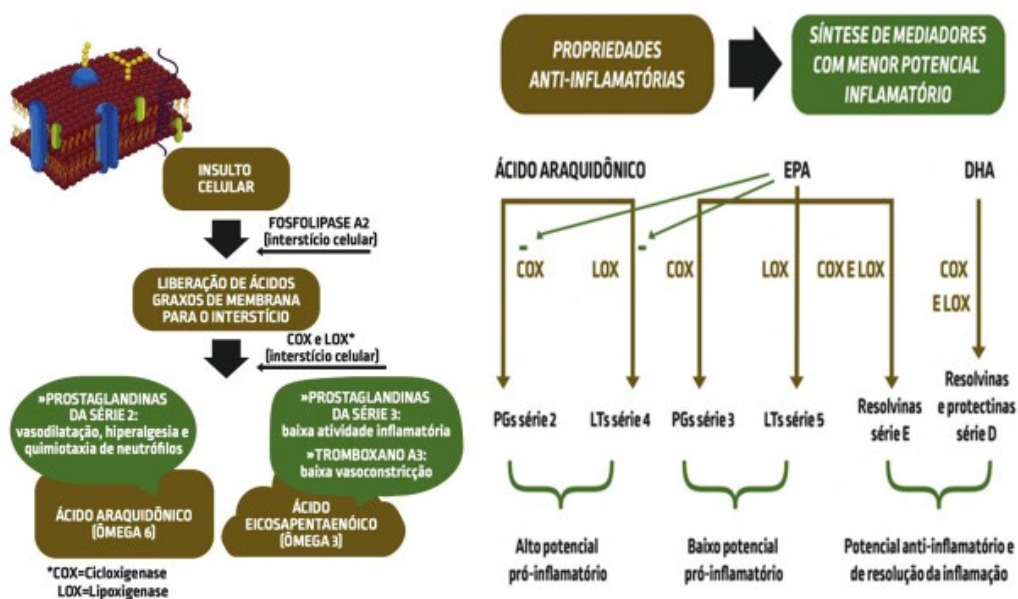 INSULTO
CELULAR
FOSFOLIPASE A2
[interstício celular]
LIBERAÇÃO DE ÁCIDOS
GRAXOS DE MEMBRANA
PARA O INTERSTÍCIO
COX e LOX*
[interstício celular]
»PROSTAGLANDINAS
DA SÉRIE 2:
vasodilatação, hiperalgesia e
quimiotaxia de neutrófilos
»PROSTAGLANDINAS
DA SÉRIE 3:
baixa atividade inflamatória
»TROMBOXANO A3:
baixa vasoconstricção
ÁCIDO ARAQUIDÔNICO
(ÔMEGA 6)
ÁCIDO
EICOSAPENTAENÓICO
(ÔMEGA 3)
*COX=Cicloxigenase
LOX=Lipoxigenase
PROPRIEDADES
ANTI-INFLAMATÓRIAS
SÍNTESE DE MEDIADORES
COM MENOR POTENCIAL
INFLAMATÓRIO
ÁCIDO ARAQUIDÔNICO
EPA
DHA
- -
COX LOX COX LOX COX E LOX COX
E LOX
PGs série 2
LTs série 4
PGs série 3
LTs série 5
Resolvinas
série E
Resolvinas
e protectinas
série D
Alto potencial
pró-inflamatório
Baixo potencial
pró-inflamatório
Potencial anti-inflamatório e
de resolução da inflamação